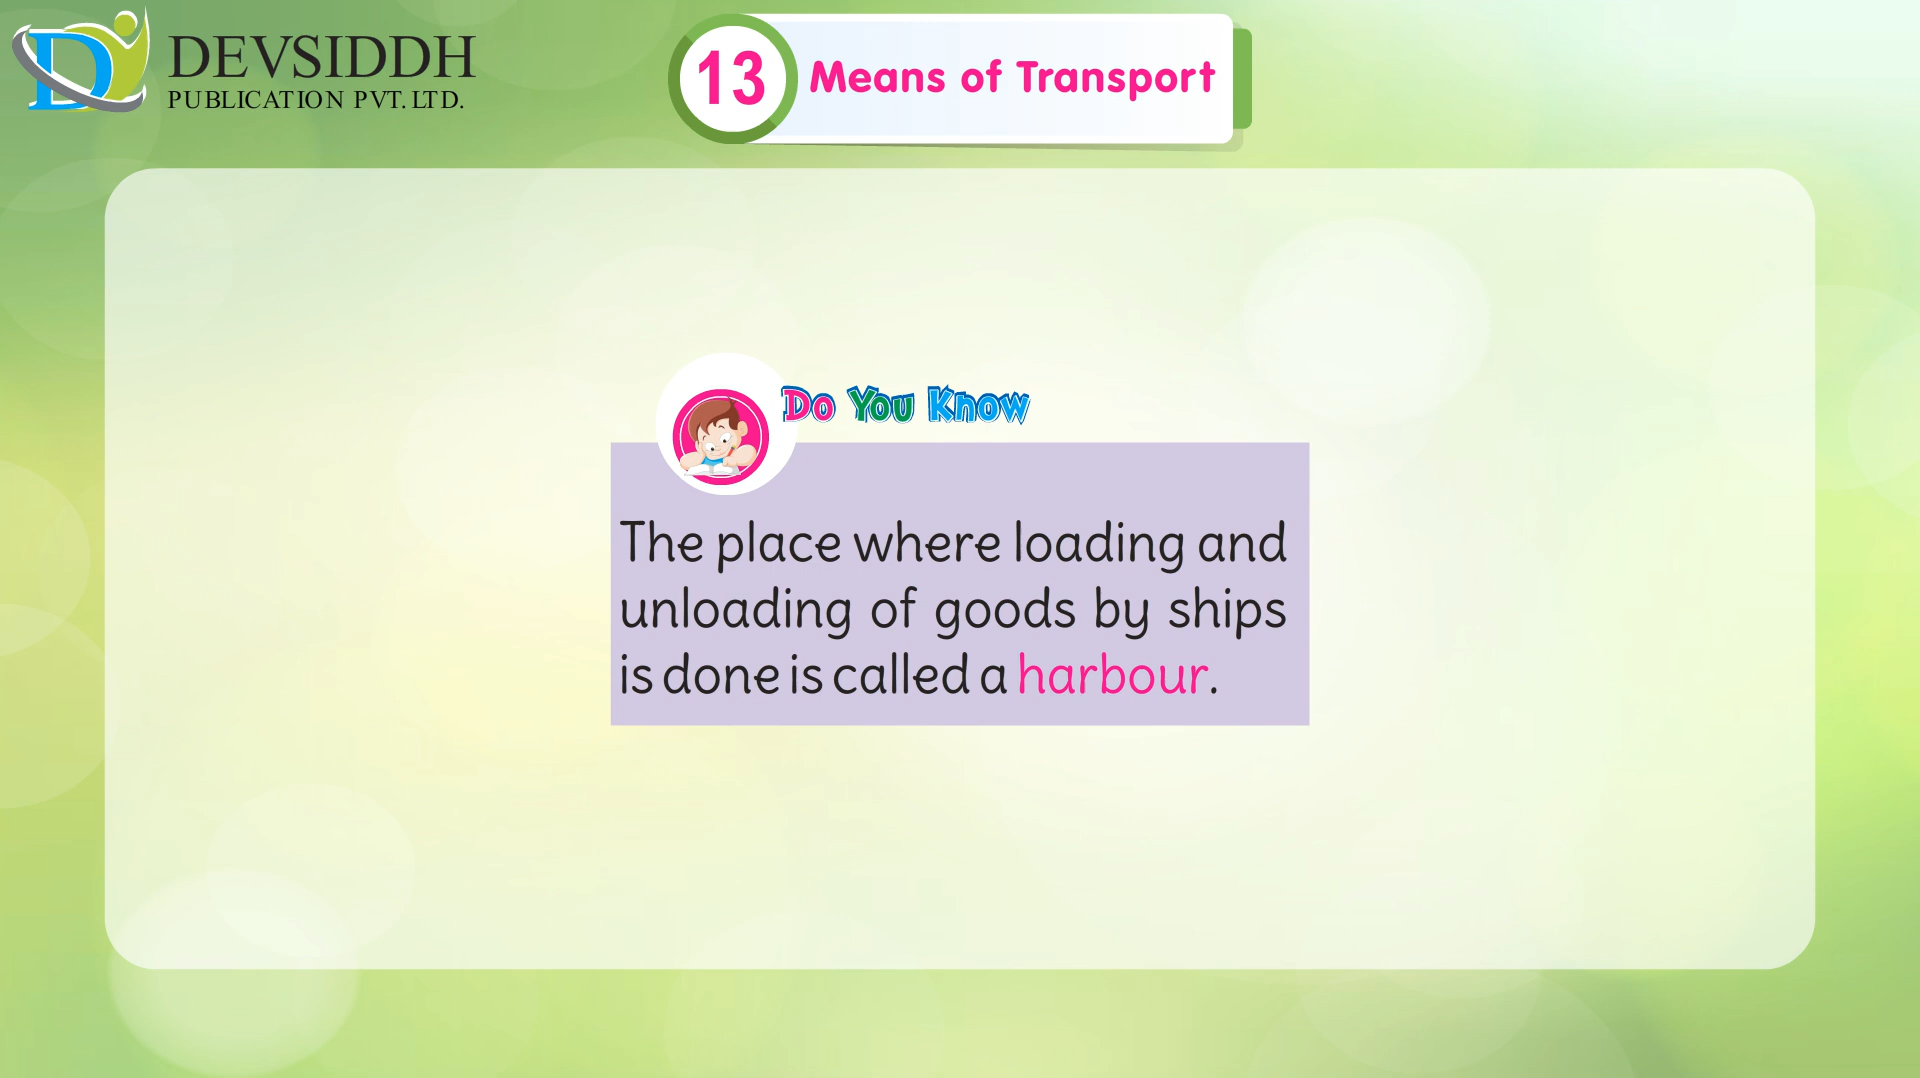 DEVSIDDH
PUBLICATION PVT. LTD.
13 Means of Transport
Do You Know
The place where loading and
unloading of goods by ships
is done is called a harbour.